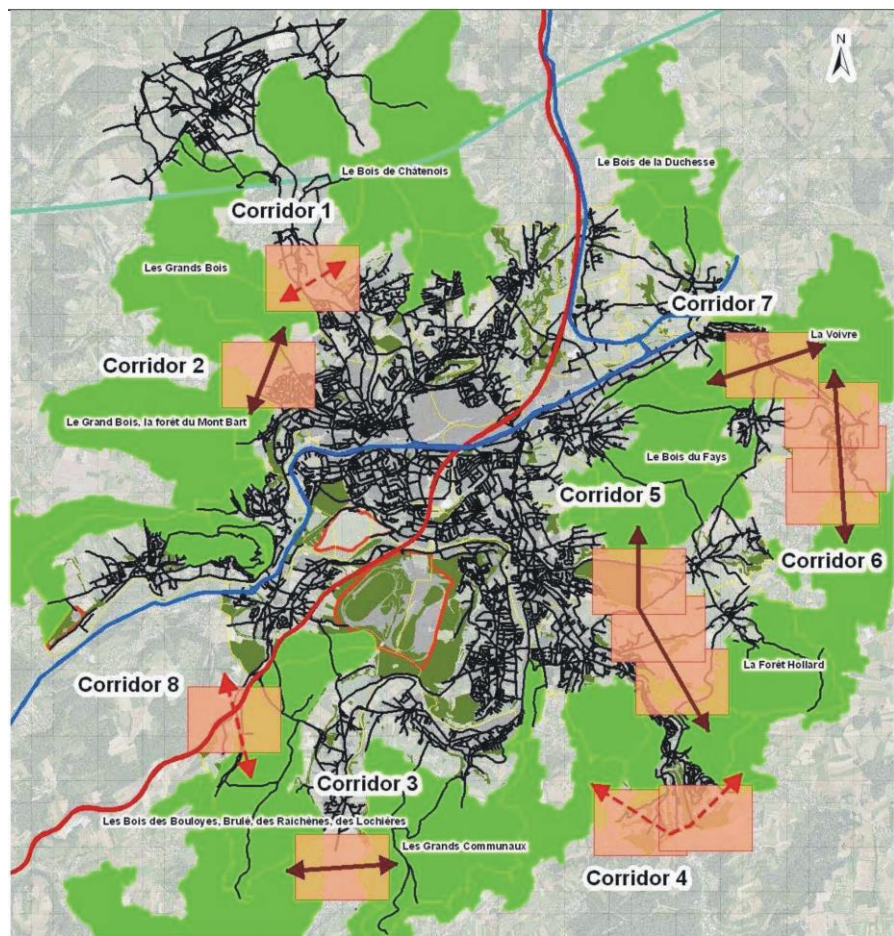 N
Le Bois de Châtenois
Le Bois de la Duchesse
Corridor 1
Les Grands Bois
Corridor 7
La Voivre
Corridor 2
Le Grand Bois, la forêt du Mont Bart
Le Bois du Fays
Corridor 5
Corridor 6
La Forêt Hollard
Corridor 8
Corridor 3
Les Bois des Bouloyes, Brulé, des Raichènes, des Lochières
Les Grands Communaux
Corridor 4